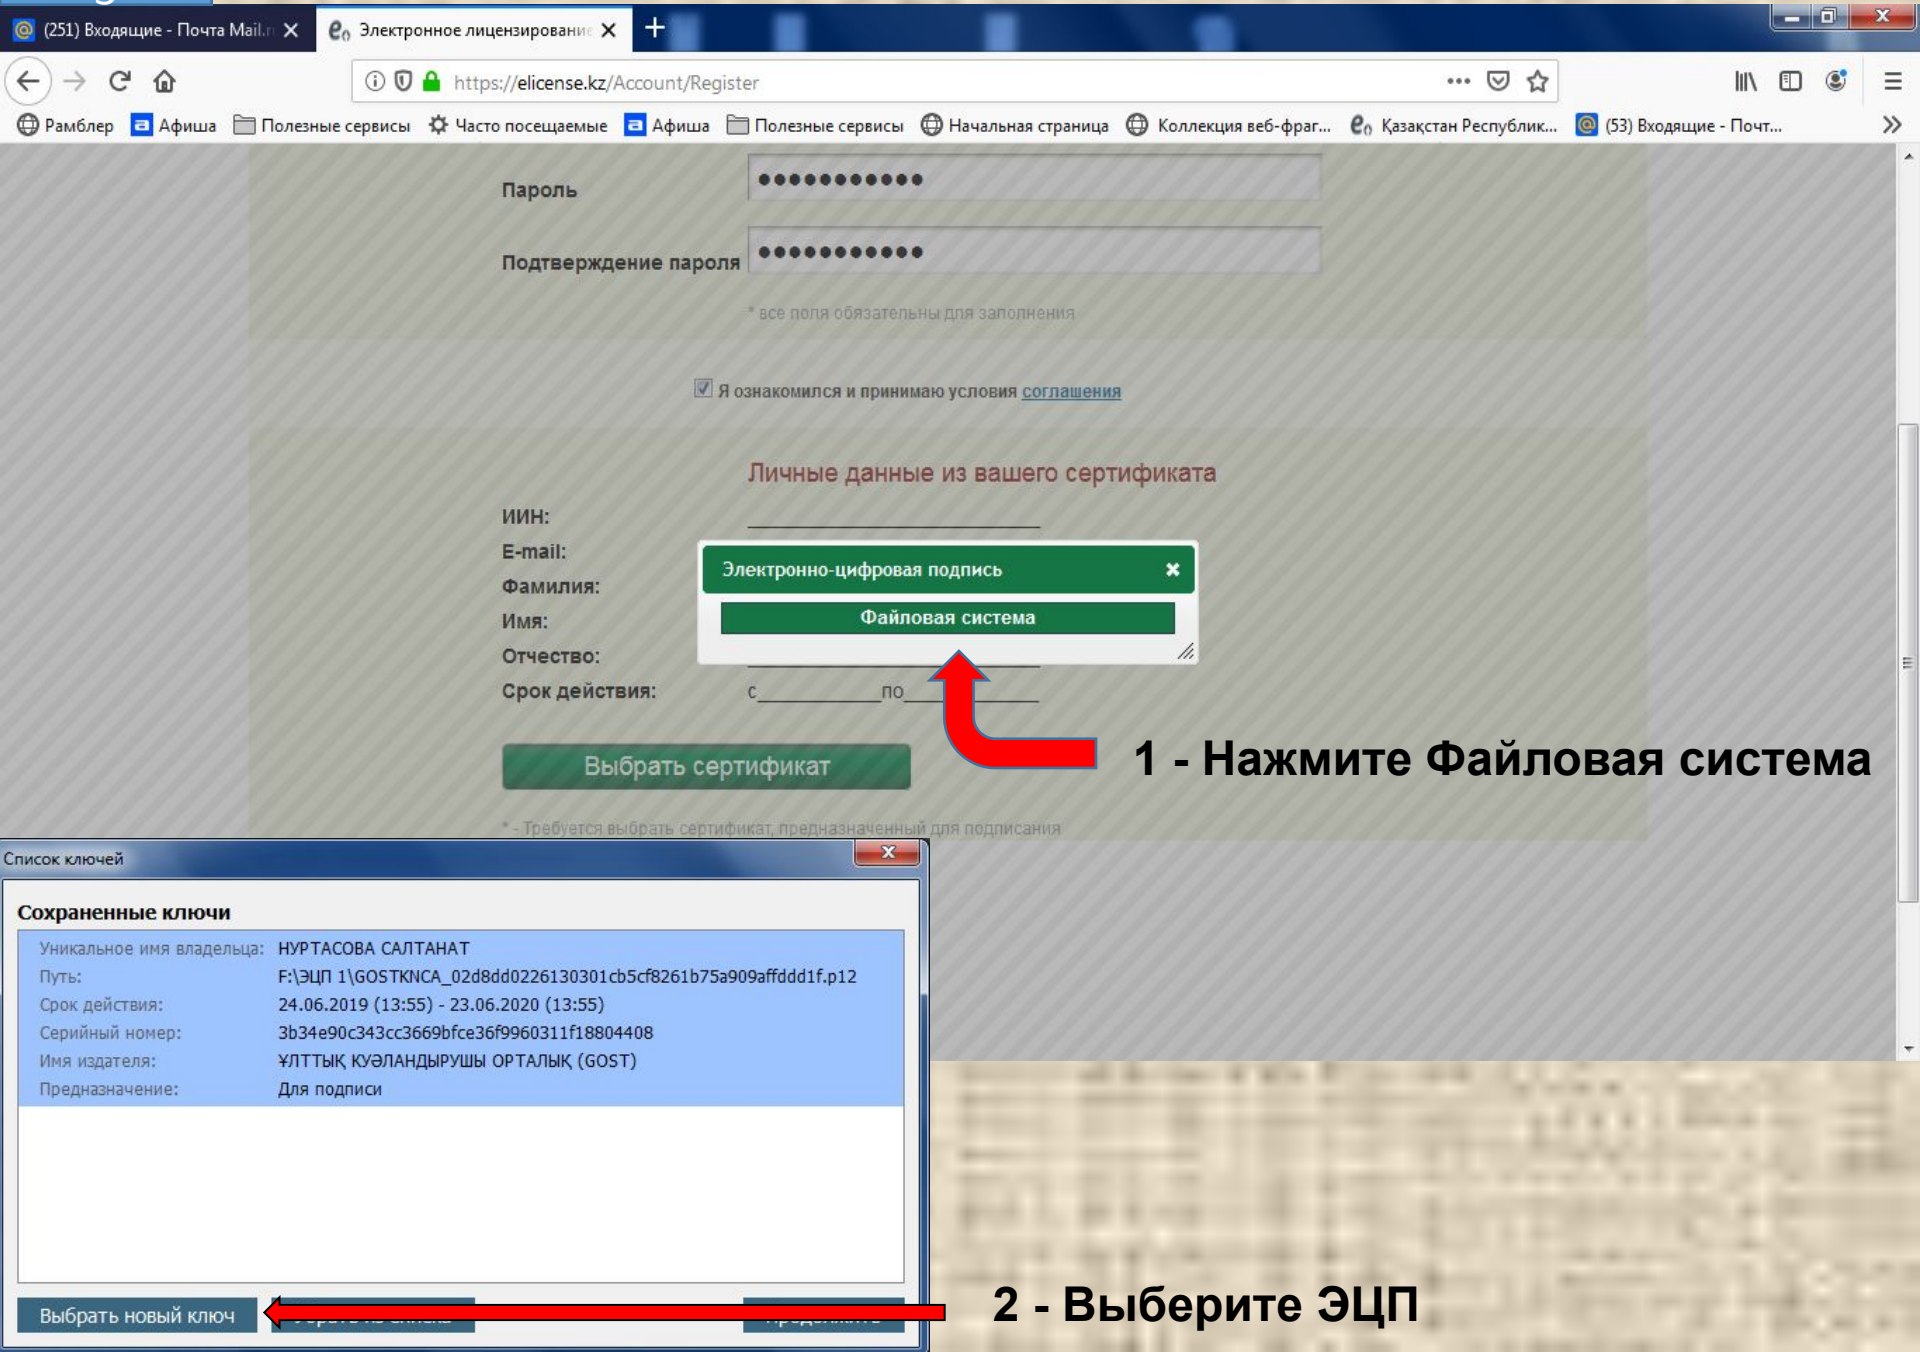 (251) Входящие - Почта Mail.r
Электронное лицензирование
https://elicense.kz/Account/Register
Рамблер Афиша Полезные сервисы Часто посещаемые Афиша Полезные сервисы Начальная страница Коллекция веб-фраг... Қазақстан Республик... (53) Входящие - Почт...
Пароль
Подтверждение пароля
* все поля обязательны для заполнения
Я ознакомился и принимаю условия соглашения
Личные данные из вашего сертификата
ИИН:
E-mail:
Фамилия:
Имя:
Отчество:
Срок действия: с____________по_____________
Электронно-цифровая подпись
Файловая система
1 - Нажмите Файловая система
Выбрать сертификат
* - Требуется выбрать сертификат, предназначенный для подписания
Список ключей
Сохраненные ключи
Уникальное имя владельца: НУРТАСОВА САЛТАНАТ
Путь: F:\ЭЦП 1\GOSTKNCA_02d8dd0226130301cb5cf8261b75a909affddd1f.p12
Срок действия: 24.06.2019 (13:55) - 23.06.2020 (13:55)
Серийный номер: 3b34e90c343cc3669bfce36f9960311f18804408
Имя издателя: ҰЛТТЫҚ КУӘЛАНДЫРУШЫ ОРТАЛЫҚ (GOST)
Предназначение: Для подписи
Выбрать новый ключ
2 - Выберите ЭЦП